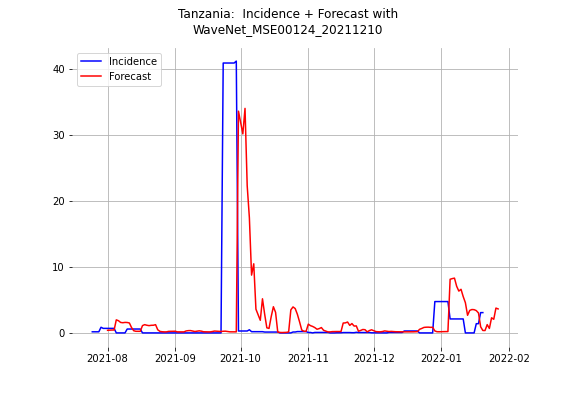 Tanzania:  Incidence + Forecast with
WaveNet_MSE00124_20211210
Incidence
Forecast
40
30
20
10
0
2021-08 2021-09 2021-10 2021-11 2021-12 2022-01 2022-02